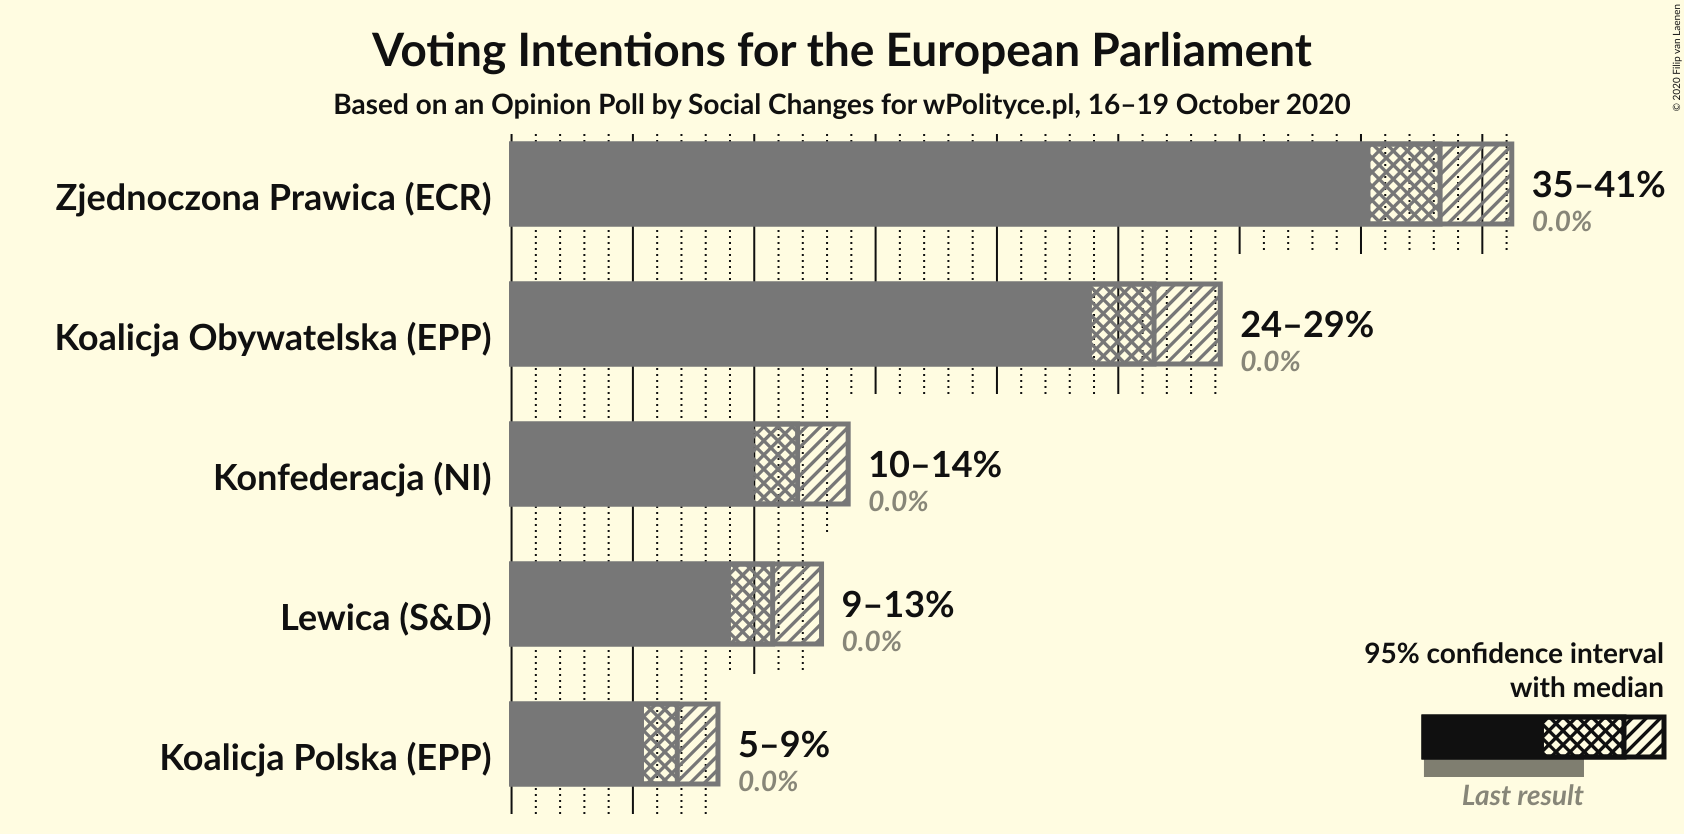 Voting Intentions for the European Parliament
Based on an Opinion Poll by Social Changes for wPolityce.pl, 16–19 October 2020
© 2020 Filip van Laenen
Zjednoczona Prawica (ECR)
35–41%
0.0%
Koalicja Obywatelska (EPP)
24–29%
0.0%
Konfederacja (NI)
10–14%
0.0%
Lewica (S&D)
9–13%
0.0%
Koalicja Polska (EPP)
5–9%
0.0%
95% confidence interval
with median
Last result